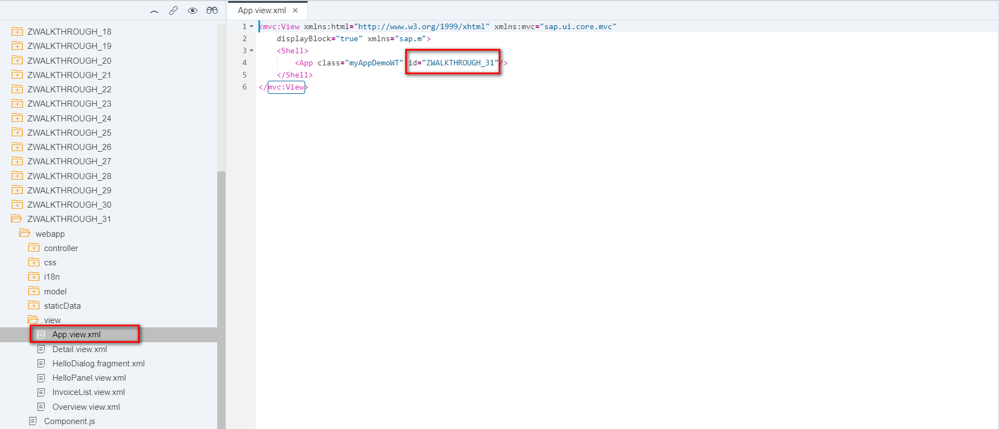 ZWALKTHROUGH_18
ZWALKTHROUGH_19
ZWALKTHROUGH_20
ZWALKTHROUGH_21
ZWALKTHROUGH_22
ZWALKTHROUGH_23
ZWALKTHROUGH_24
ZWALKTHROUGH_25
ZWALKTHROUGH_26
ZWALKTHROUGH_27
ZWALKTHROUGH_28
ZWALKTHROUGH_29
ZWALKTHROUGH_30
ZWALKTHROUGH_31
webapp
controller
css
i18n
model
staticData
view
App.view.xml
Detail.view.xml
HelloDialog.fragment.xml
HelloPanel.view.xml
InvoiceList.view.xml
Overview.view.xml
Component.js
App.view.xml ×
1 <mvc:View xmlns:html="http://www.w3.org/1999/xhtml" xmlns:mvc="sap.ui.core.mvc"
2 displayBlock="true" xmlns="sap.m">
3 <Shell>
4 <App class="myAppDemoWT" id="ZWALKTHROUGH_31"/>
5 </Shell>
6 </mvc:View>